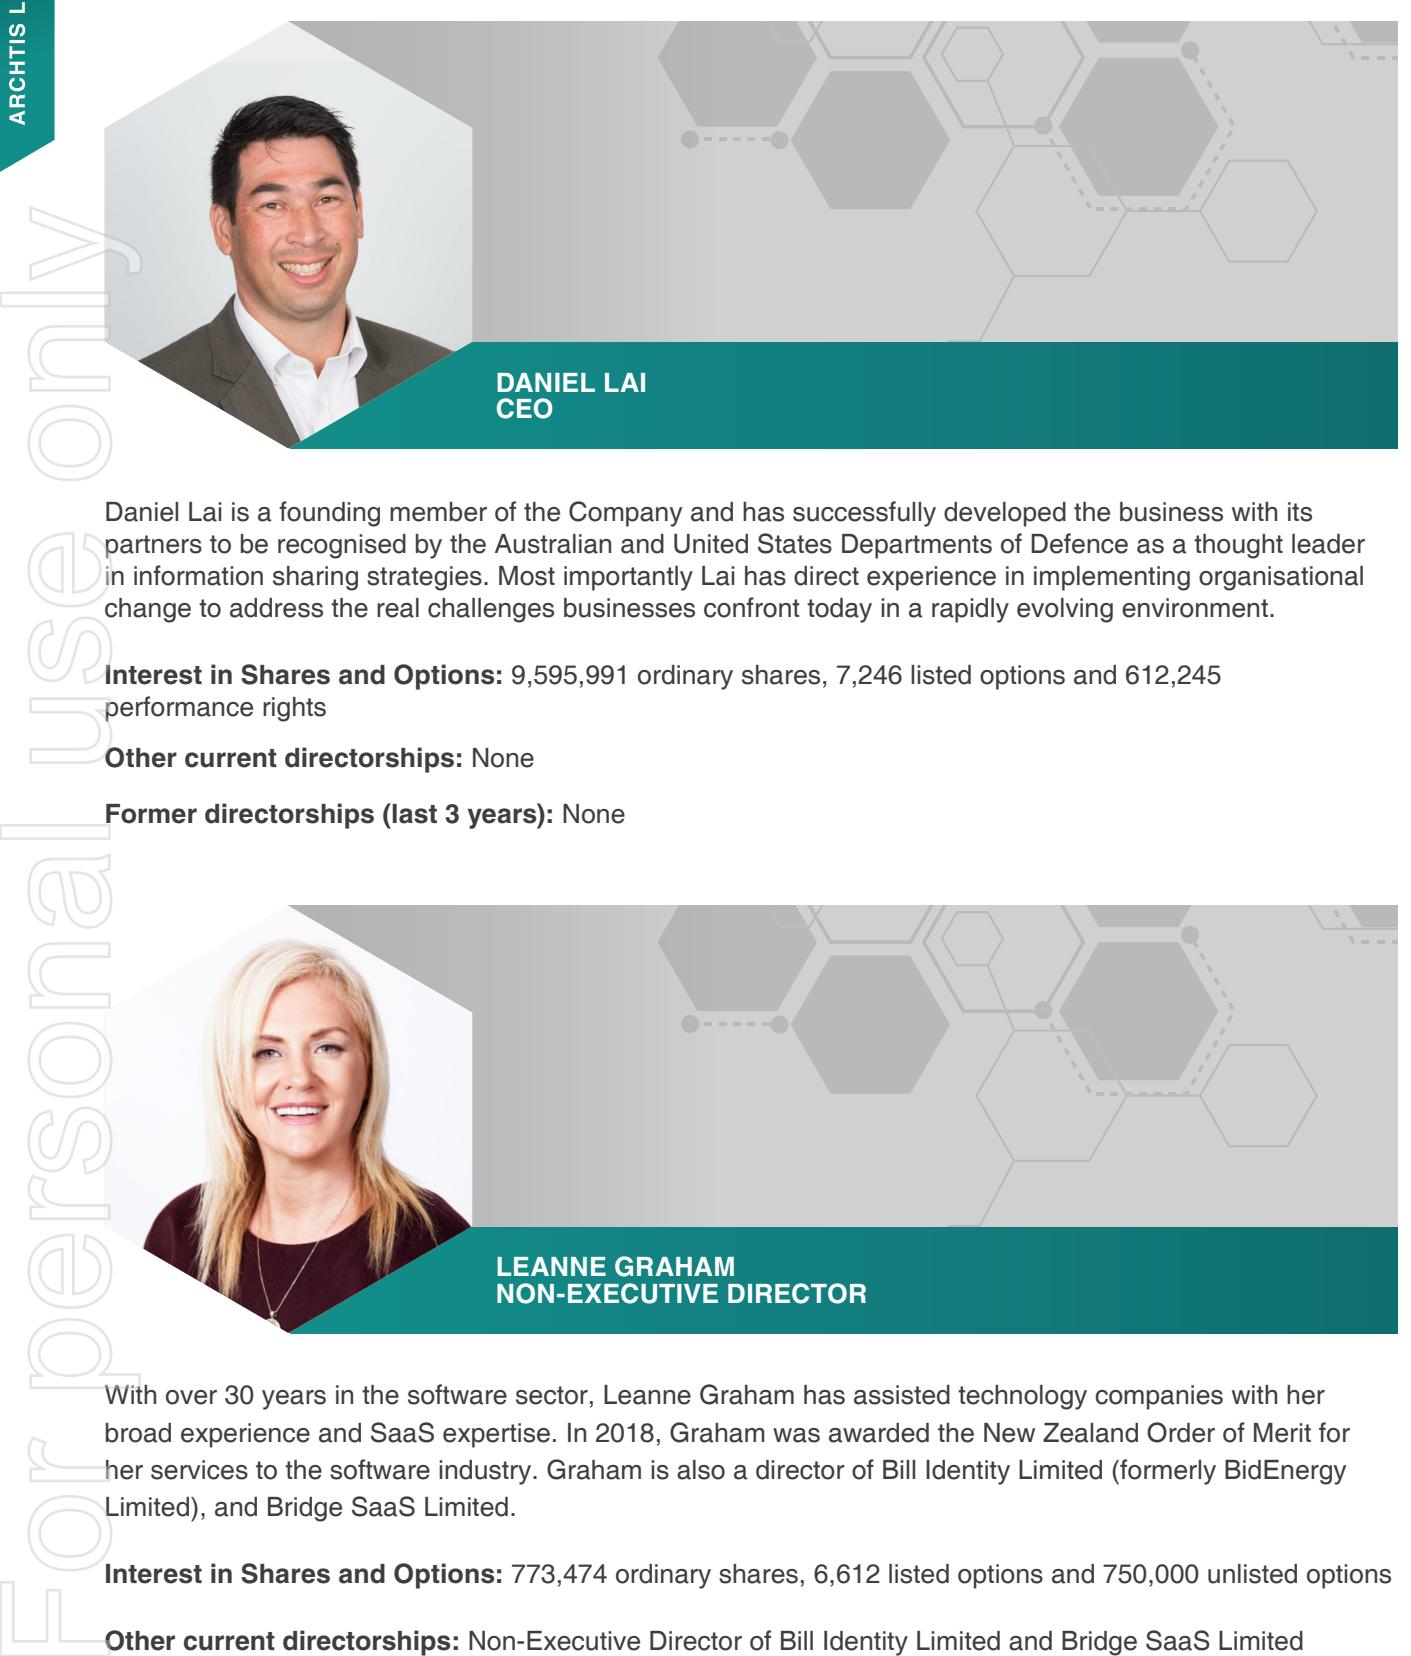 ARCHTIS L
For personal use only
DANIEL LAI
CEO
Daniel Lai is a founding member of the Company and has successfully developed the business with its
partners to be recognised by the Australian and United States Departments of Defence as a thought leader
in information sharing strategies. Most importantly Lai has direct experience in implementing organisational
change to address the real challenges businesses confront today in a rapidly evolving environment.
Interest in Shares and Options: 9,595,991 ordinary shares, 7,246 listed options and 612,245
performance rights
Other current directorships: None
Former directorships (last 3 years): None
LEANNE GRAHAM
NON-EXECUTIVE DIRECTOR
With over 30 years in the software sector, Leanne Graham has assisted technology companies with her
broad experience and SaaS expertise. In 2018, Graham was awarded the New Zealand Order of Merit for
her services to the software industry. Graham is also a director of Bill Identity Limited (formerly BidEnergy
Limited), and Bridge SaaS Limited.
Interest in Shares and Options: 773,474 ordinary shares, 6,612 listed options and 750,000 unlisted options
Other current directorships: Non-Executive Director of Bill Identity Limited and Bridge SaaS Limited